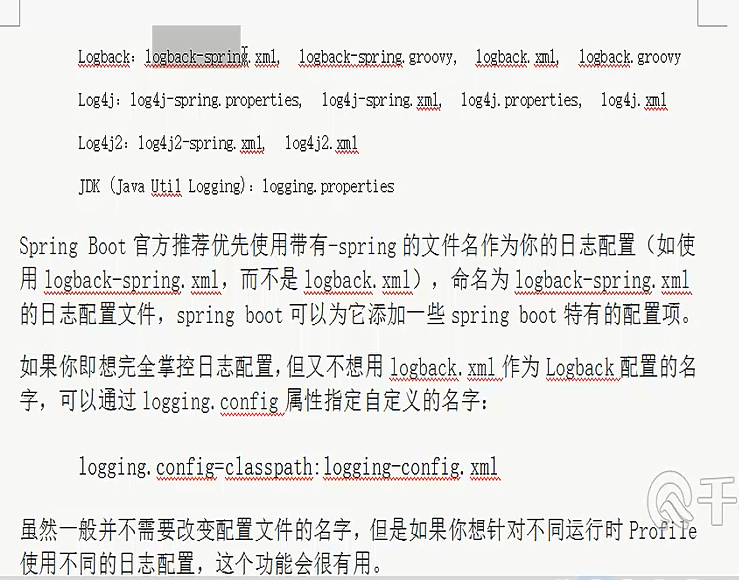 Logback: logback-spring.xml, logback-spring.groovy, logback.xml, logback.groovy
Log4j: log4j-spring.properties, log4j-spring.xml, log4j.properties, log4j.xml
Log4j2: log4j2-spring.xml, log4j2.xml
JDK (Java Util Logging): logging.properties
Spring Boot 官方推荐优先使用带有-spring 的文件名作为你的日志配置（如使
用 logback-spring.xml, 而不是 logback.xml），命名为 logback-spring.xml
的日志配置文件，spring boot 可以为它添加一些 spring boot 特有的配置项。
如果你即想完全掌控日志配置，但又不想用 logback.xml 作为 Logback 配置的名
字，可以通过 logging.config 属性指定自定义的名字：
logging.config=classpath:logging-config.xml
千
虽然一般并不需要改变配置文件的名字，但是如果你想针对不同运行时 Profile
使用不同的日志配置，这个功能会很有用。